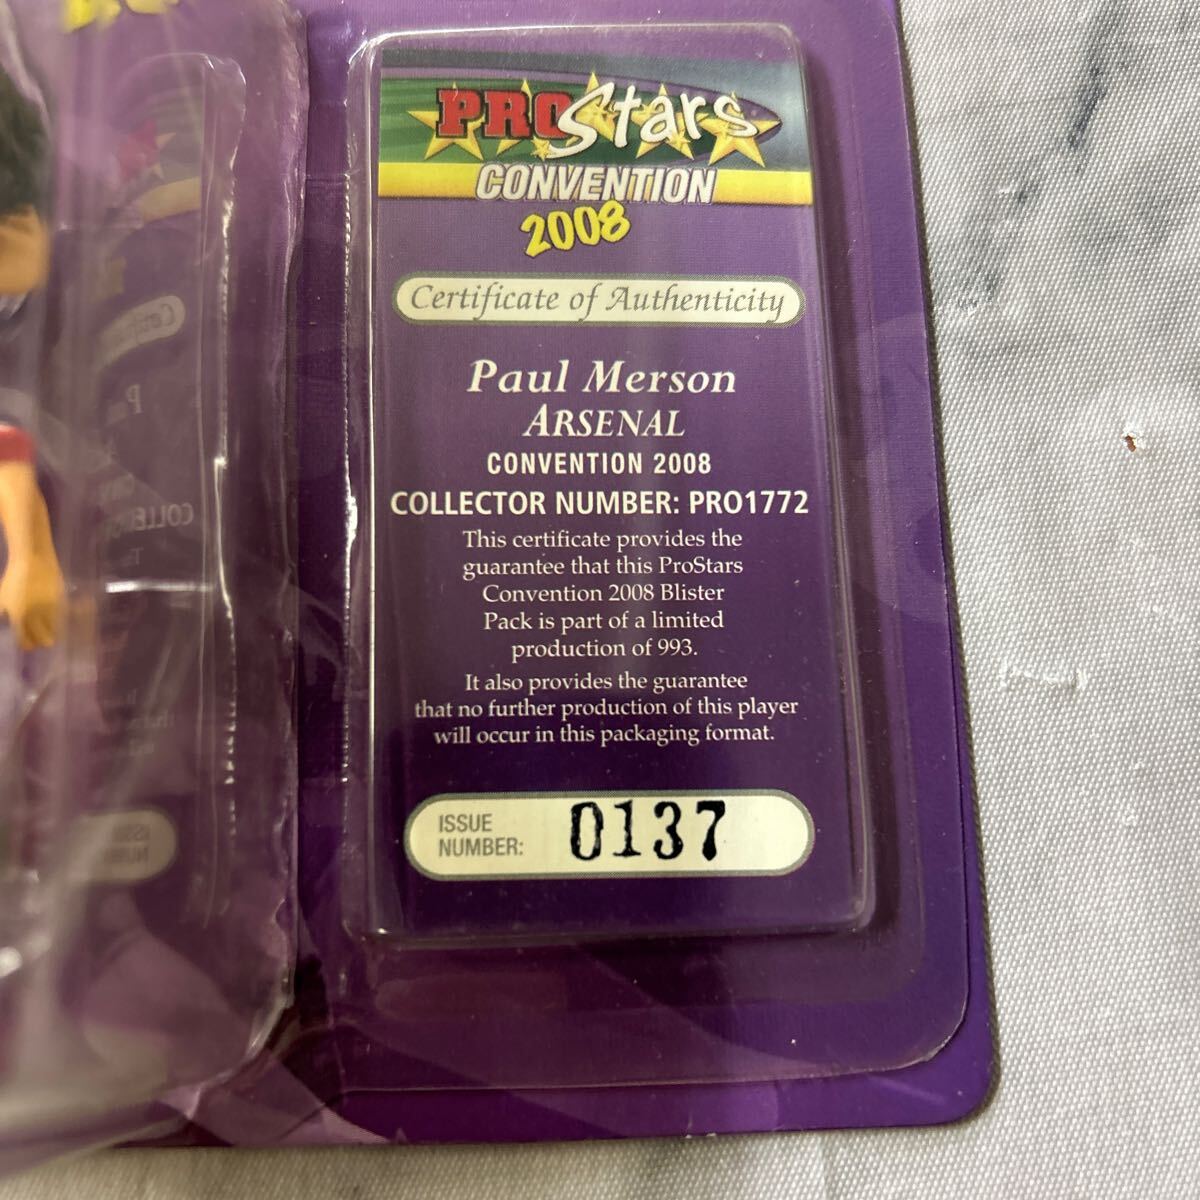 PROStars
CONVENTION
2008
Certificate of Authenticity
Paul Merson
ARSENAL
CONVENTION 2008
COLLECTOR NUMBER: PRO1772
This certificate provides the
guarantee that this ProStars
Convention 2008 Blister
Pack is part of a limited
production of 993.
It also provides the guarantee
that no further production of this player
will occur in this packaging format.
ISSUE
NUMBER: 0137